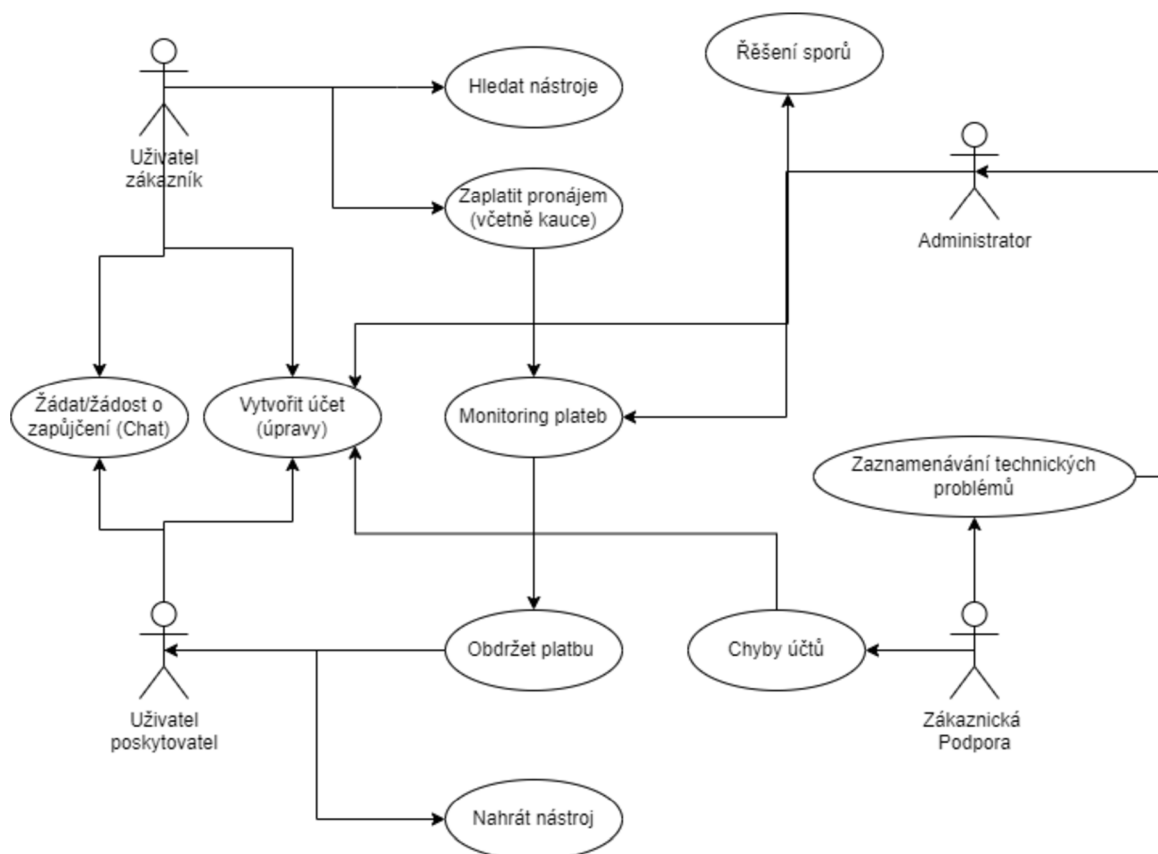 Řěšení sporů
Hledat nástroje
Uživatel
zákazník
Zaplatit pronájem
(včetně kauce)
Administrator
Žádat/žádost o
zapůjčení (Chat)
Vytvořit účet
(úpravy)
Monitoring plateb
Zaznamenávání technických
problémů
Obdržet platbu
Chyby účtů
Uživatel
poskytovatel
Zákaznická
Podpora
Nahrát nástroj